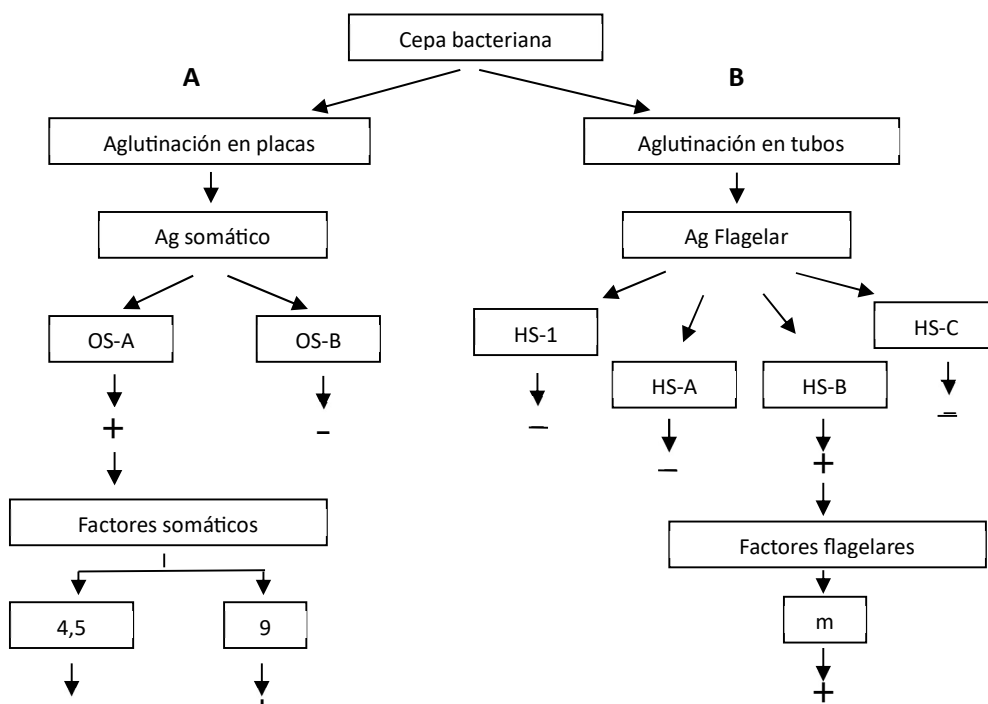 Cepa bacteriana
A
B
Aglutinación en placas
Aglutinación en tubos
Ag somático
Ag Flagelar
OS-A
OS-B
HS-1
HS-A
HS-B
HS-C
+
-
-
-
+
=
Factores somáticos
Factores flagelares
4,5
9
m
+